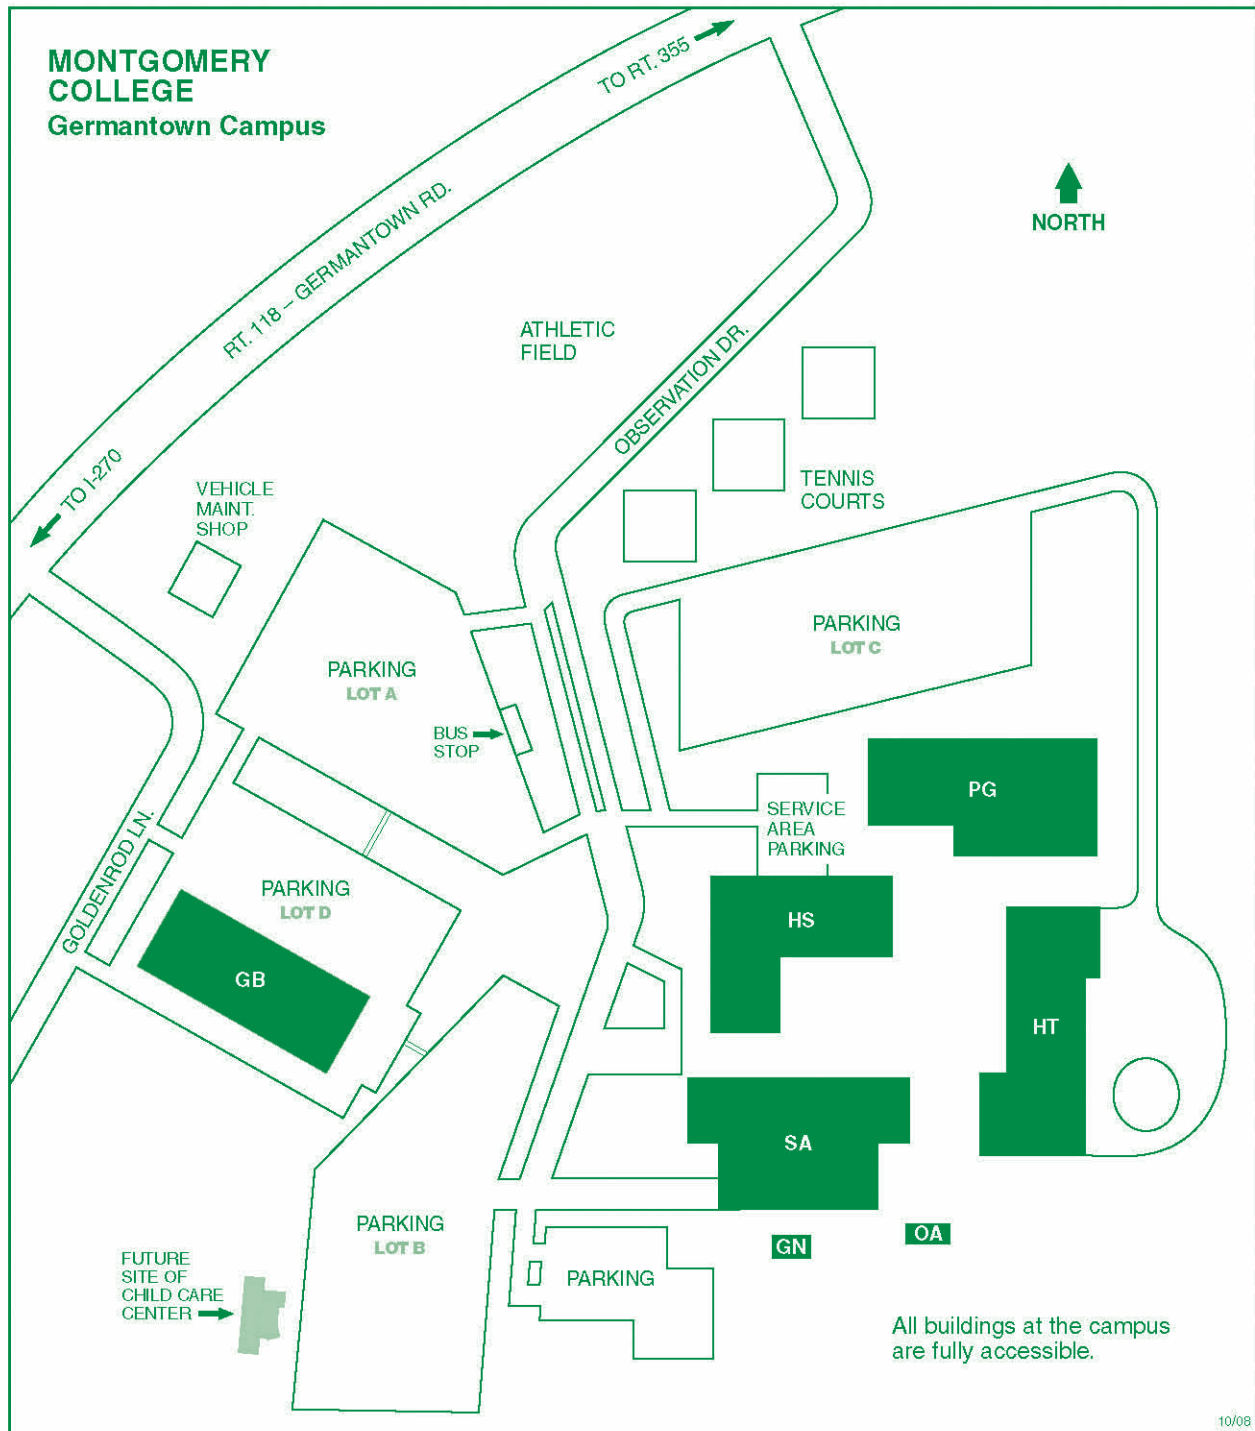 MONTGOMERY
COLLEGE
Germantown Campus
TO RT. 355
NORTH
RT. 118 – GERMANTOWN RD.
ATHLETIC
FIELD
OBSERVATION DR.
TO I-270
VEHICLE
MAINT.
SHOP
TENNIS
COURTS
PARKING
LOT C
PARKING
LOT A
BUS
STOP
PG
SERVICE
AREA
PARKING
GOLDENROD LN.
PARKING
LOT D
HS
GB
HT
SA
PARKING
LOT B
GN
OA
FUTURE
SITE OF
CHILD CARE
CENTER
PARKING
All buildings at the campus
are fully accessible.
10/08